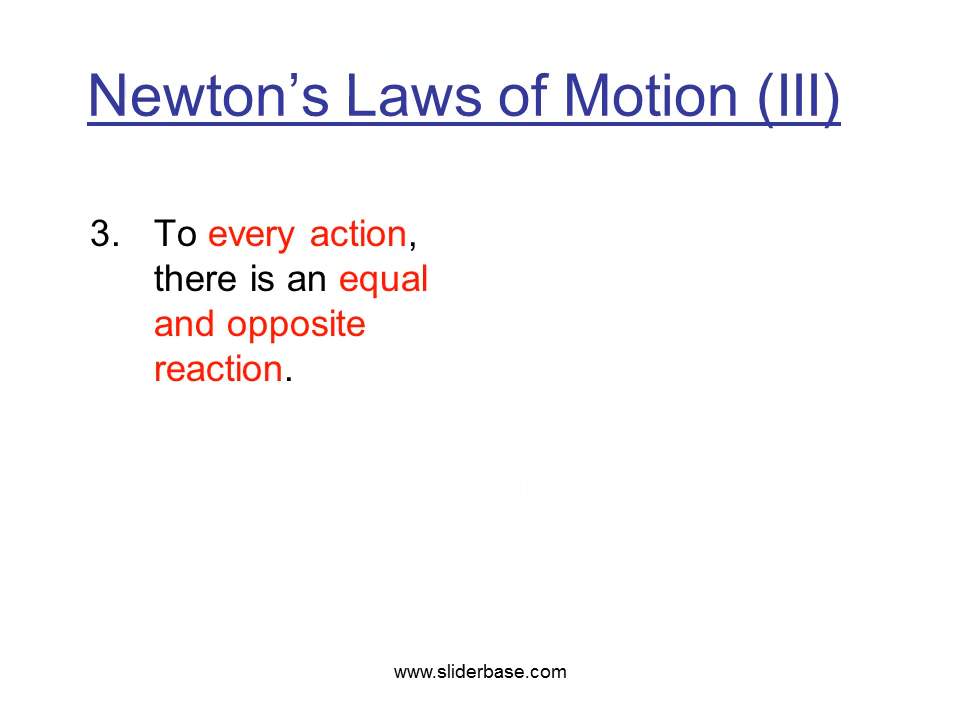 Newton’s Laws of Motion (III)
3. To every action,
there is an equal
and opposite
reaction.
www.sliderbase.com